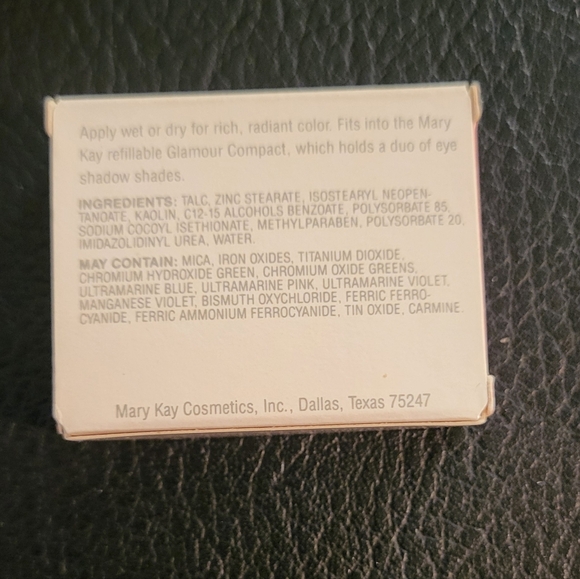 Apply wet or dry for rich, radiant color. Fits into the Mary
Kay refillable Glamour Compact, which holds a duo of eye
shadow shades.
INGREDIENTS: TALC, ZINC STEARATE, ISOSTEARYL NEOPEN-
TANOATE, KAOLIN, C12-15 ALCOHOLS BENZOATE, POLYSORBATE 85,
SODIUM COCOYL ISETHIONATE, METHYLPARABEN, POLYSORBATE 20,
IMIDAZOLIDINYL UREA, WATER.
MAY CONTAIN: MICA, IRON OXIDES, TITANIUM DIOXIDE,
CHROMIUM HYDROXIDE GREEN, CHROMIUM OXIDE GREENS,
ULTRAMARINE BLUE, ULTRAMARINE PINK, ULTRAMARINE VIOLET,
MANGANESE VIOLET, BISMUTH OXYCHLORIDE, FERRIC FERRO-
CYANIDE, FERRIC AMMONIUM FERROCYANIDE, TIN OXIDE, CARMINE.
Mary Kay Cosmetics, Inc., Dallas, Texas 75247